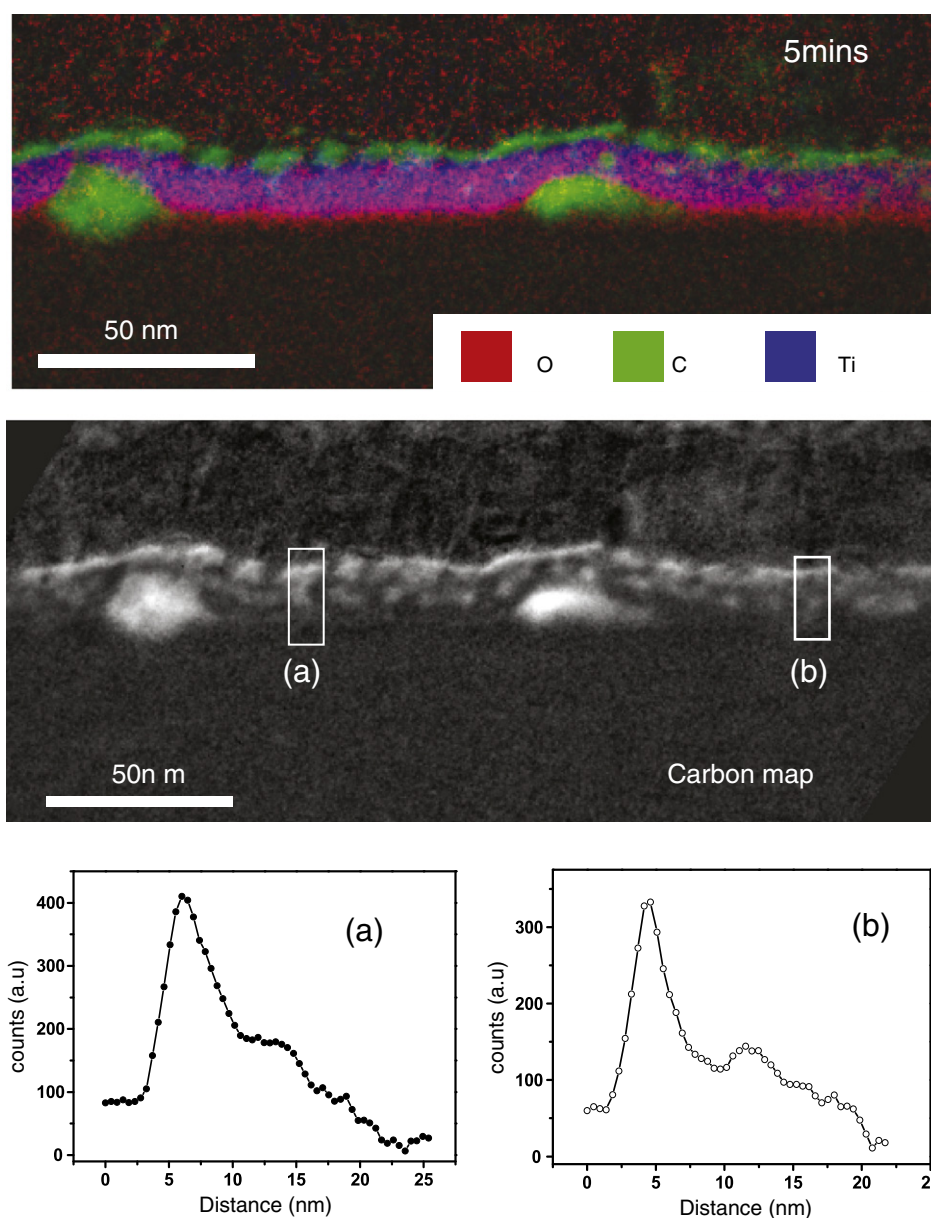 5mins
50 nm
O C Ti
(a) (b)
50n m
Carbon map
(a)
400
300
200
100
0
counts (a.u)
0 5 10 15 20 25
Distance (nm)
(b)
300
200
100
0
counts (a.u)
0 5 10 15 20
Distance (nm)